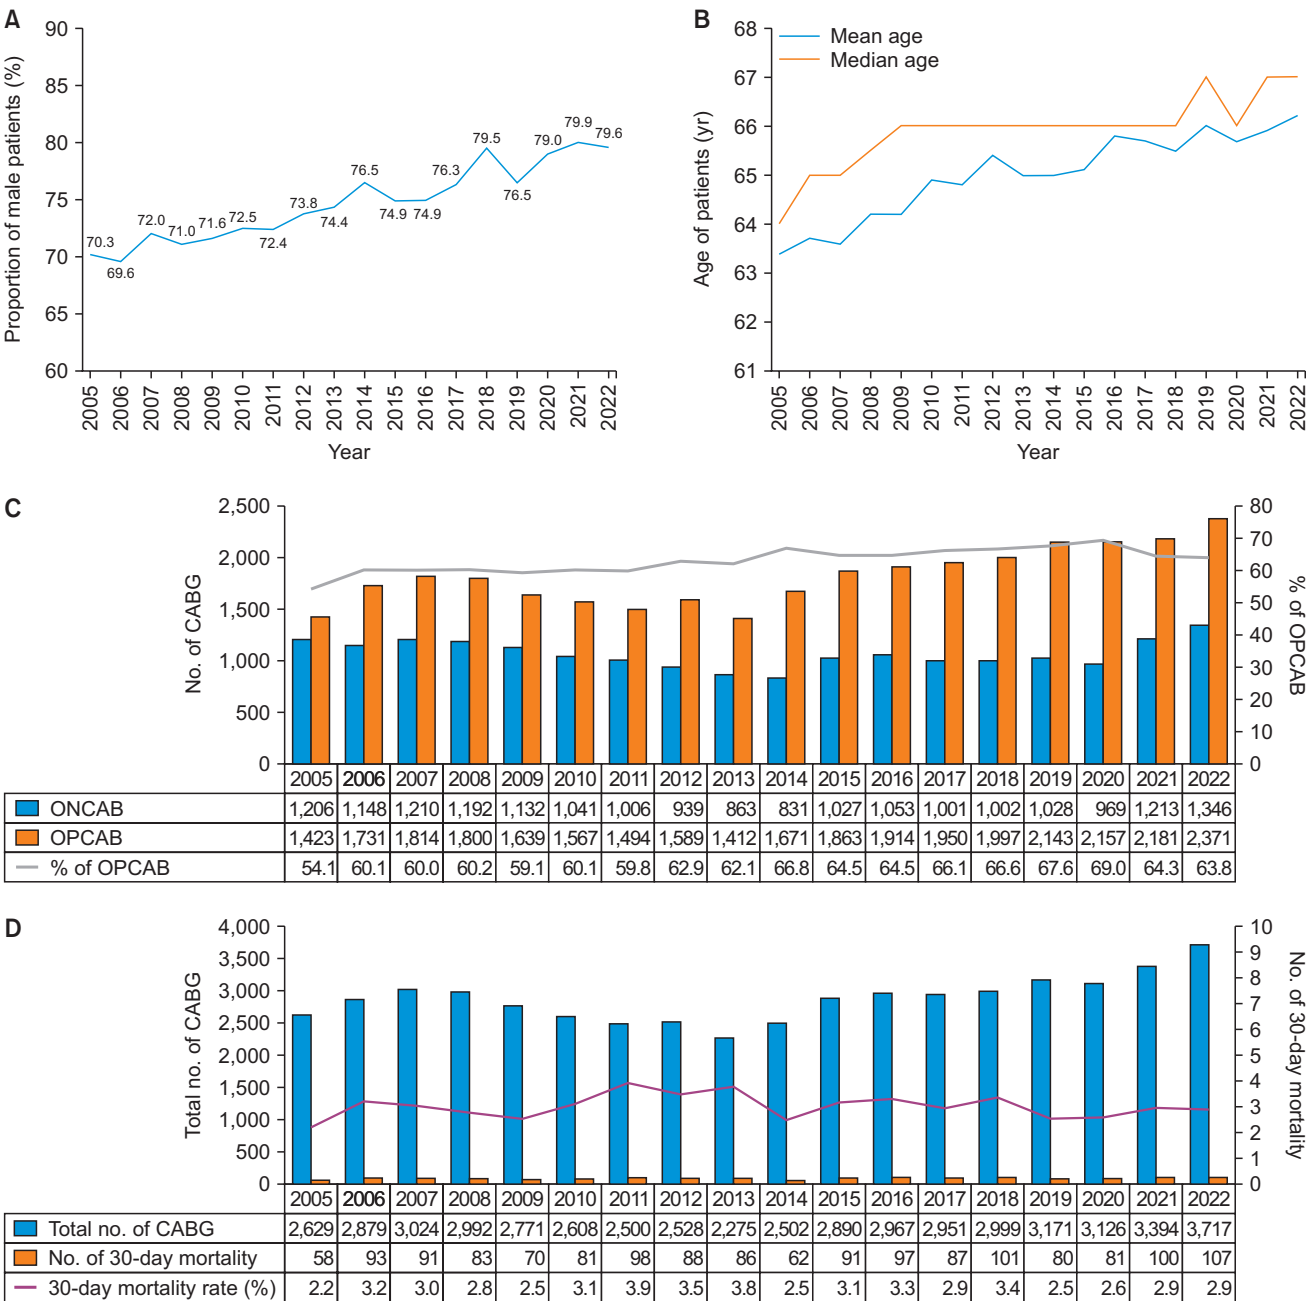 A
Proportion of male patients (%)
90
85
80
75
70
65
60
70.3
69.6
72.0
71.0
71.6
72.5
72.4
73.8
74.4
76.5
74.9
74.9
76.3
79.5
76.5
79.0
79.9
79.6
2005 2006 2007 2008 2009 2010 2011 2012 2013 2014 2015 2016 2017 2018 2019 2020 2021 2022
Year
B
Age of patients (yr)
68
67
66
65
64
63
62
61
Mean age
Median age
2005 2006 2007 2008 2009 2010 2011 2012 2013 2014 2015 2016 2017 2018 2019 2020 2021 2022
Year
C
No. of CABG
2,500
2,000
1,500
1,000
500
0
80
70
60
50
40
30
20
10
0
% of OPCAB
2005 2006 2007 2008 2009 2010 2011 2012 2013 2014 2015 2016 2017 2018 2019 2020 2021 2022
ONCAB 1,206 1,148 1,210 1,192 1,132 1,041 1,006 939 863 831 1,027 1,053 1,001 1,002 1,028 969 1,213 1,346
OPCAB 1,423 1,731 1,814 1,800 1,639 1,567 1,494 1,589 1,412 1,671 1,863 1,914 1,950 1,997 2,143 2,157 2,181 2,371
% of OPCAB 54.1 60.1 60.0 60.2 59.1 60.1 59.8 62.9 62.1 66.8 64.5 64.5 66.1 66.6 67.6 69.0 64.3 63.8
D
Total no. of CABG
4,000
3,500
3,000
2,500
2,000
1,500
1,000
500
0
10
9
8
7
6
5
4
3
2
1
0
No. of 30-day mortality
2005 2006 2007 2008 2009 2010 2011 2012 2013 2014 2015 2016 2017 2018 2019 2020 2021 2022
Total no. of CABG 2,629 2,879 3,024 2,992 2,771 2,608 2,500 2,528 2,275 2,502 2,890 2,967 2,951 2,999 3,171 3,126 3,394 3,717
No. of 30-day mortality 58 93 91 83 70 81 98 88 86 62 91 97 87 101 80 81 100 107
30-day mortality rate (%) 2.2 3.2 3.0 2.8 2.5 3.1 3.9 3.5 3.8 2.5 3.1 3.3 2.9 3.4 2.5 2.6 2.9 2.9